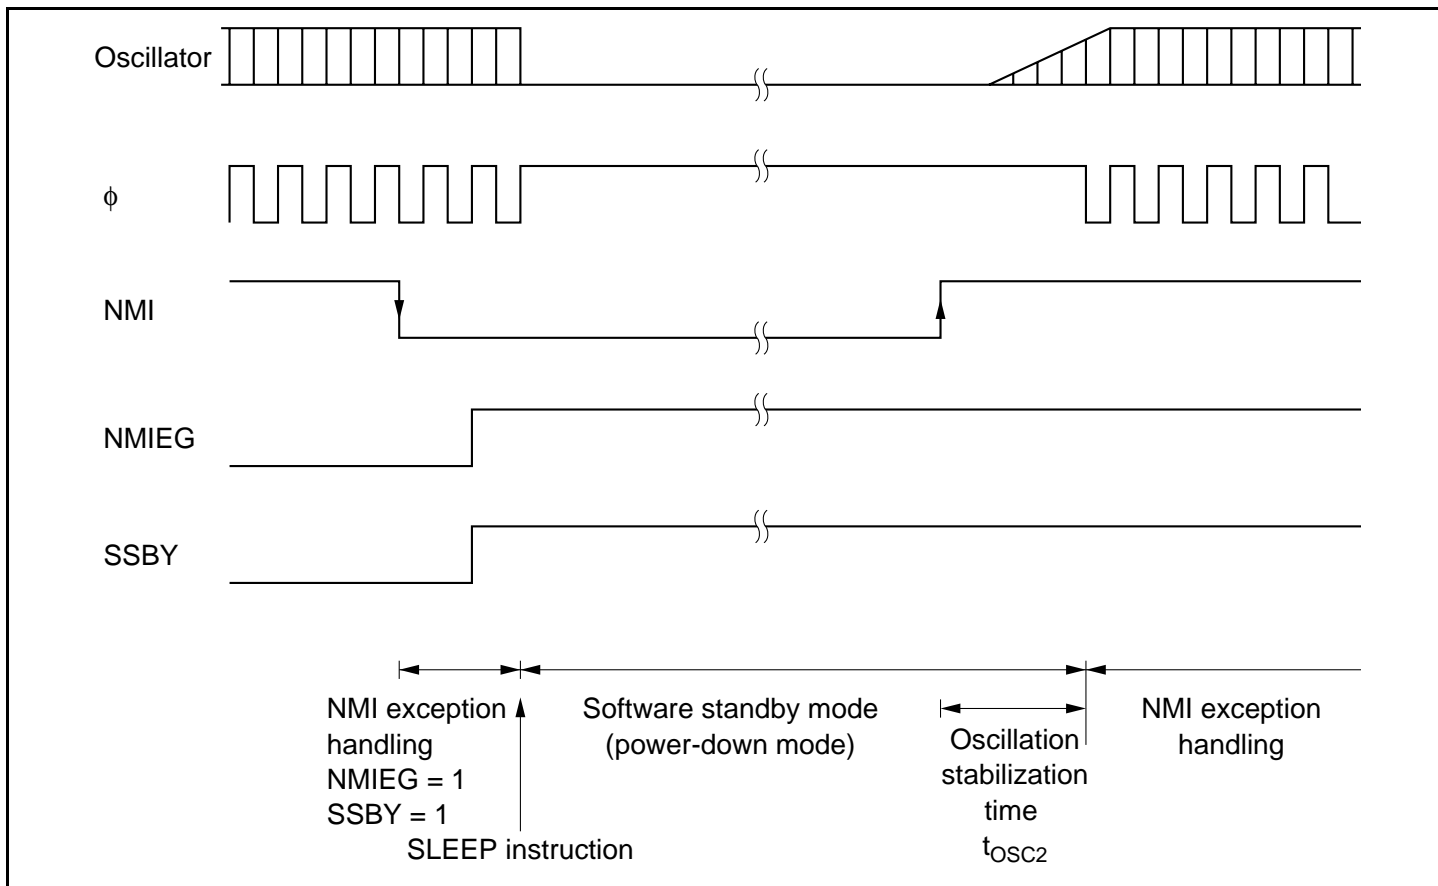 Oscillator
ϕ
NMI
NMIEG
SSBY
NMI exception
handling
NMIEG = 1
SSBY = 1
SLEEP instruction
Software standby mode
(power-down mode)
Oscillation
stabilization
time
tOSC2
NMI exception
handling